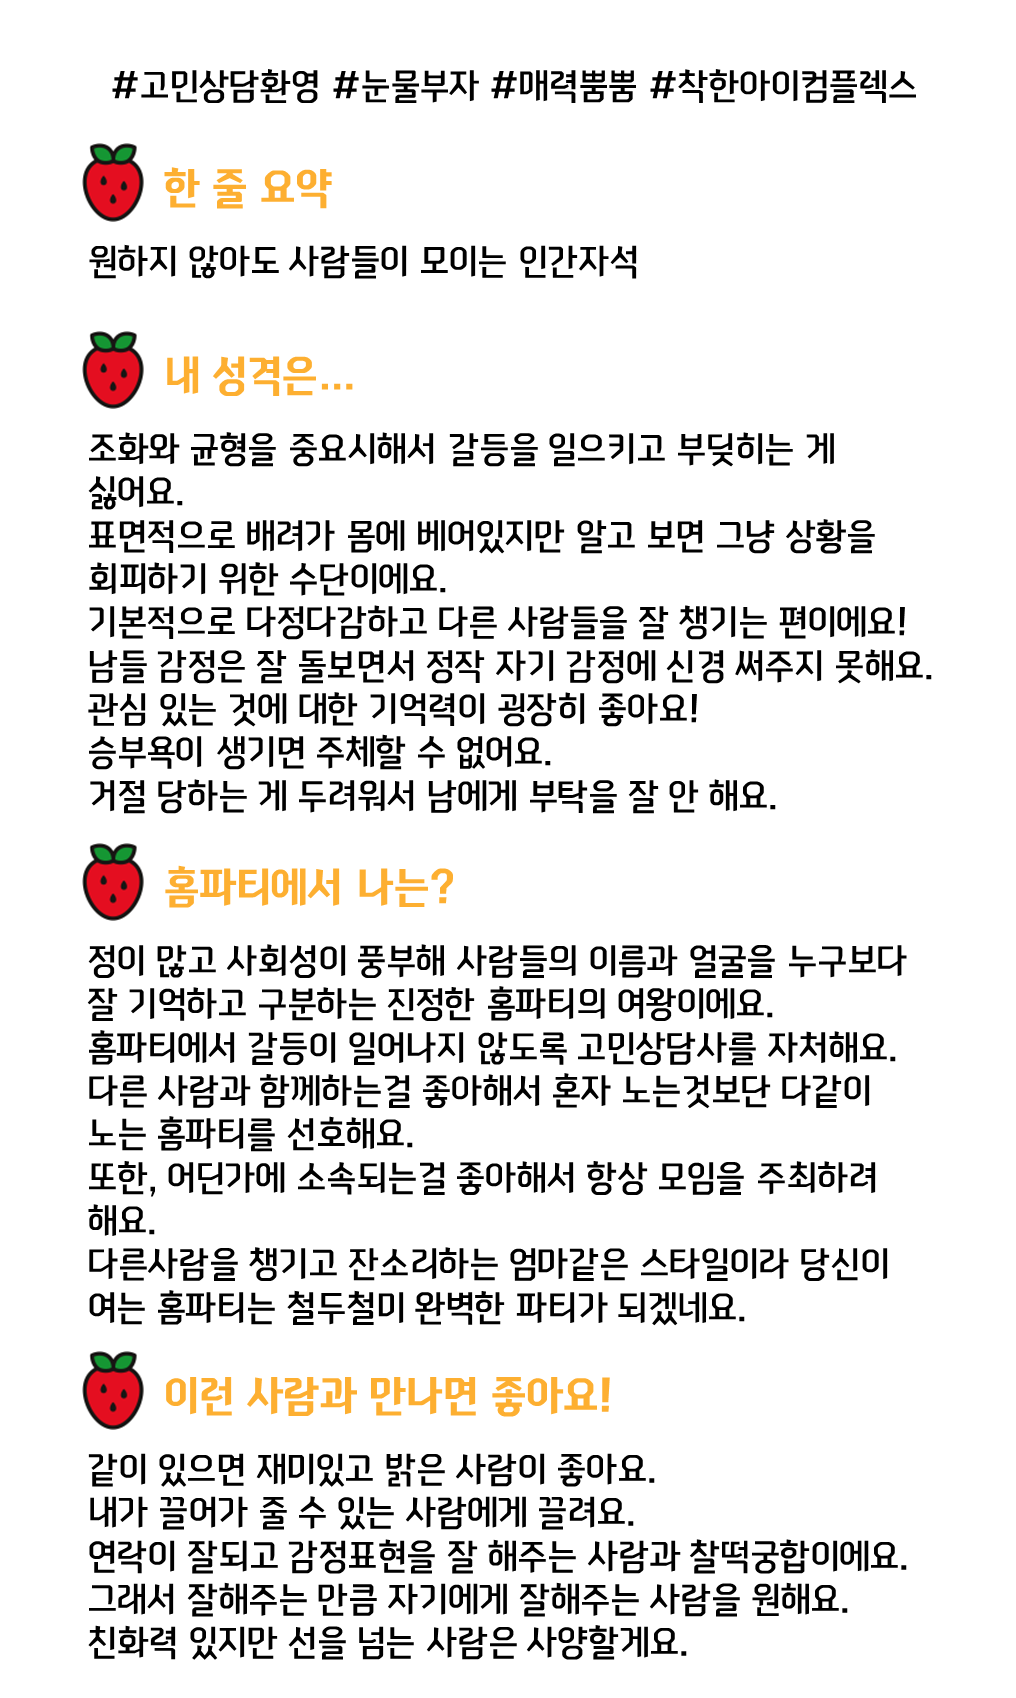 #고민상담환영 #눈물부자 #매력뿜뿜 #착한아이컴플렉스
한 줄 요약
원하지 않아도 사람들이 모이는 인간자석
내 성격은...
조화와 균형을 중요시해서 갈등을 일으키고 부딪히는 게
싫어요.
표면적으로 배려가 몸에 베어있지만 알고 보면 그냥 상황을
회피하기 위한 수단이에요.
기본적으로 다정다감하고 다른 사람들을 잘 챙기는 편이에요!
남들 감정은 잘 돌보면서 정작 자기 감정에 신경 써주지 못해요.
관심 있는 것에 대한 기억력이 굉장히 좋아요!
승부욕이 생기면 주체할 수 없어요.
거절 당하는 게 두려워서 남에게 부탁을 잘 안 해요.
홈파티에서 나는?
정이 많고 사회성이 풍부해 사람들의 이름과 얼굴을 누구보다
잘 기억하고 구분하는 진정한 홈파티의 여왕이에요.
홈파티에서 갈등이 일어나지 않도록 고민상담사를 자처해요.
다른 사람과 함께하는걸 좋아해서 혼자 노는것보단 다같이
노는 홈파티를 선호해요.
또한, 어딘가에 소속되는걸 좋아해서 항상 모임을 주최하려
해요.
다른사람을 챙기고 잔소리하는 엄마같은 스타일이라 당신이
여는 홈파티는 철두철미 완벽한 파티가 되겠네요.
이런 사람과 만나면 좋아요!
같이 있으면 재미있고 밝은 사람이 좋아요.
내가 끌어가 줄 수 있는 사람에게 끌려요.
연락이 잘되고 감정표현을 잘 해주는 사람과 찰떡궁합이에요.
그래서 잘해주는 만큼 자기에게 잘해주는 사람을 원해요.
친화력 있지만 선을 넘는 사람은 사양할게요.